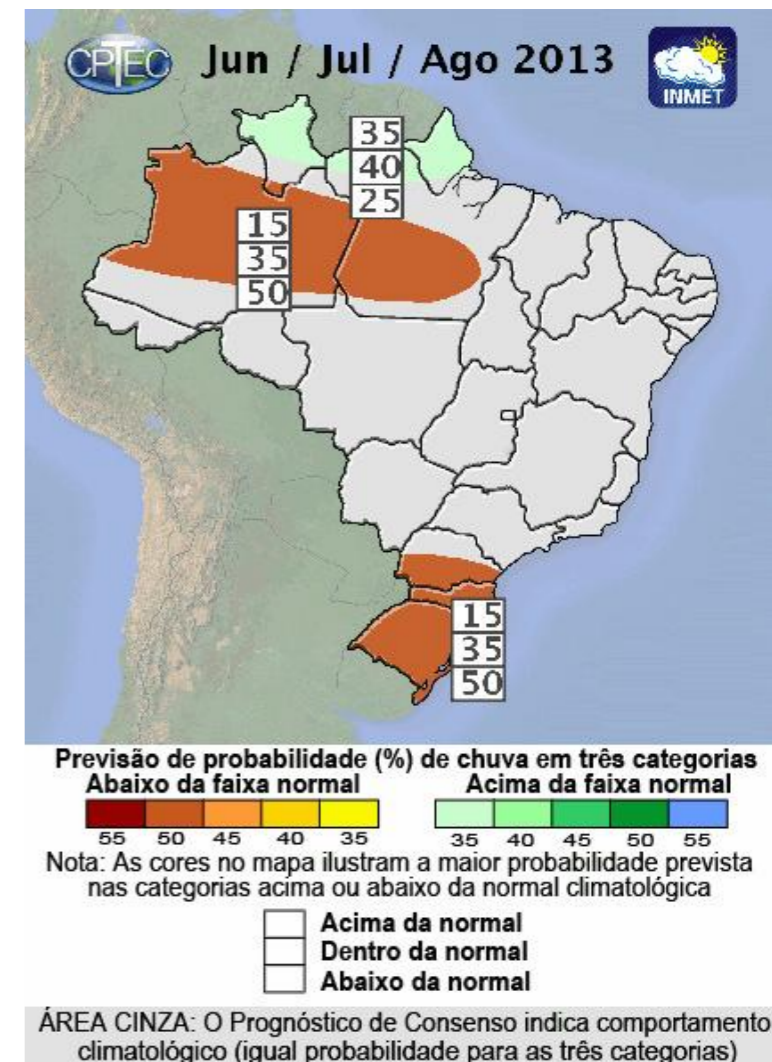 CPTEC
Jun / Jul / Ago 2013
INMET
35
40
25
15
35
50
15
35
50
Previsão de probabilidade (%) de chuva em três categorias
Abaixo da faixa normal Acima da faixa normal
55 50 45 40 35 35 40 45 50 55
Nota: As cores no mapa ilustram a maior probabilidade prevista
nas categorias acima ou abaixo da normal climatológica
Acima da normal
Dentro da normal
Abaixo da normal
ÁREA CINZA: O Prognóstico de Consenso indica comportamento
climatológico (igual probabilidade para as três categorias)